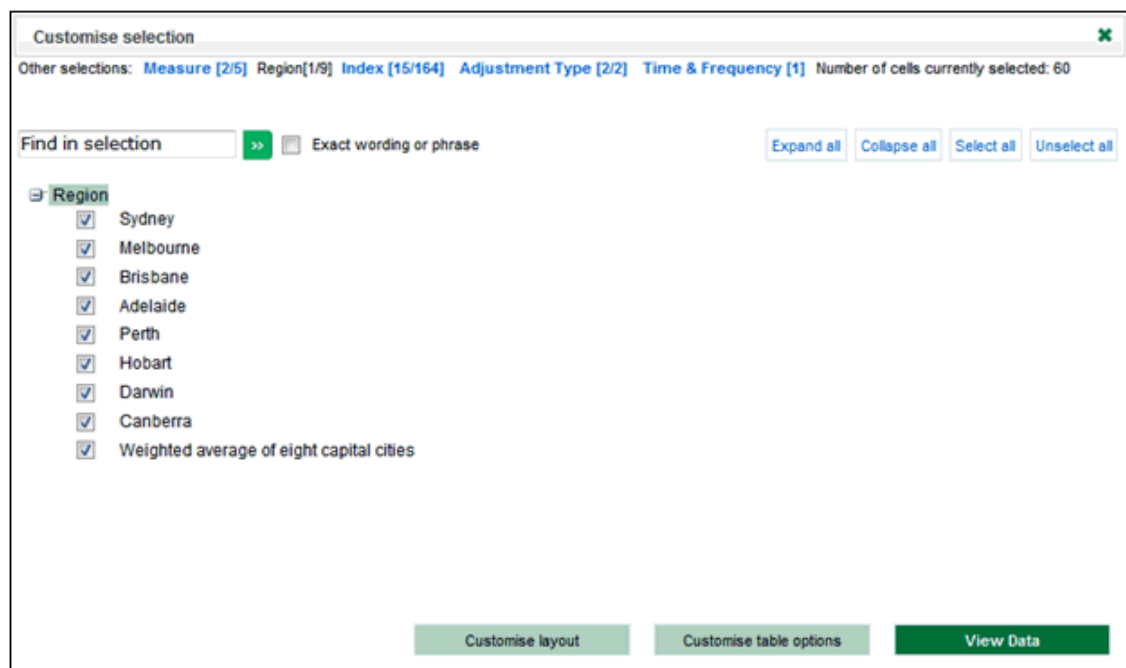 Customise selection
Other selections: Measure [2/5] Region[1/9] Index [15/164] Adjustment Type [2/2] Time & Frequency [1] Number of cells currently selected: 60
Find in selection » Exact wording or phrase Expand all Collapse all Select all Unselect all
Region
Sydney
Melbourne
Brisbane
Adelaide
Perth
Hobart
Darwin
Canberra
Weighted average of eight capital cities
Customise layout Customise table options View Data